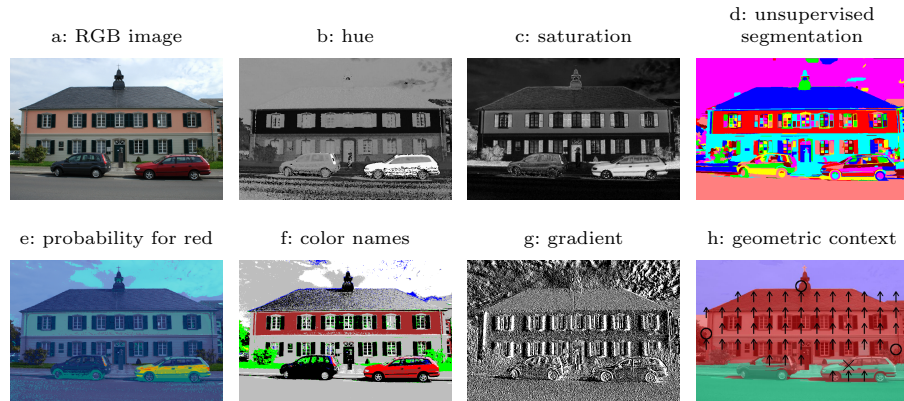 a: RGB image
b: hue
c: saturation
d: unsupervised
segmentation
e: probability for red
f: color names
g: gradient
h: geometric context